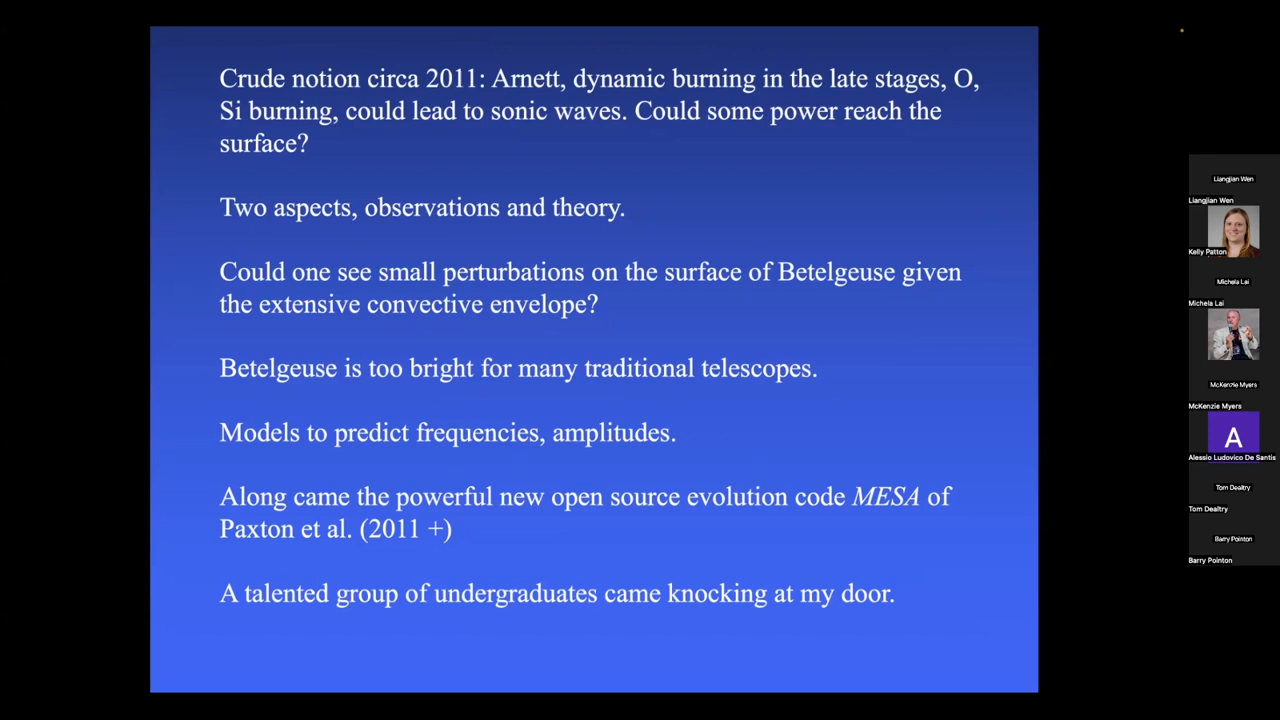 Crude notion circa 2011: Arnett, dynamic burning in the late stages, O,
Si burning, could lead to sonic waves. Could some power reach the
surface?
Two aspects, observations and theory.
Could one see small perturbations on the surface of Betelgeuse given
the extensive convective envelope?
Betelgeuse is too bright for many traditional telescopes.
Models to predict frequencies, amplitudes.
Along came the powerful new open source evolution code MESA of
Paxton et al. (2011 +)
A talented group of undergraduates came knocking at my door.
Liangjian Wen
Liangjian Wen
Kelly Patton
Michela Lai
Michela Lai
McKenzie Myers
McKenzie Myers
A
Alessio Ludovico De Santis
Tom Dealtry
Tom Dealtry
Barry Pointon
Barry Pointon